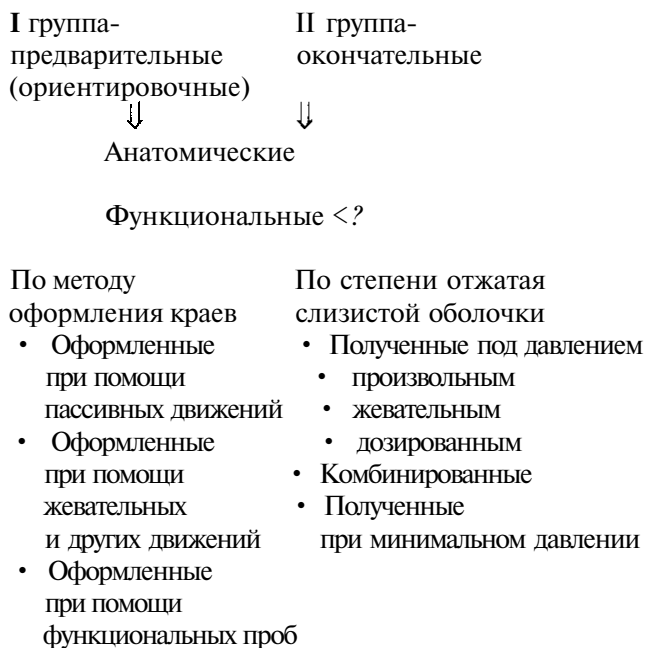 I группа-
предварительные
(ориентировочные)
II группа-
окончательные
⇓ ⇓
Анатомические
Функциональные <?
По методу
оформления краев
• Оформленные
при помощи
пассивных движений
• Оформленные
при помощи
жевательных
и других движений
• Оформленные
при помощи
функциональных проб
По степени отжатая
слизистой оболочки
• Полученные под давлением
• произвольным
• жевательным
• дозированным
• Комбинированные
• Полученные
при минимальном давлении